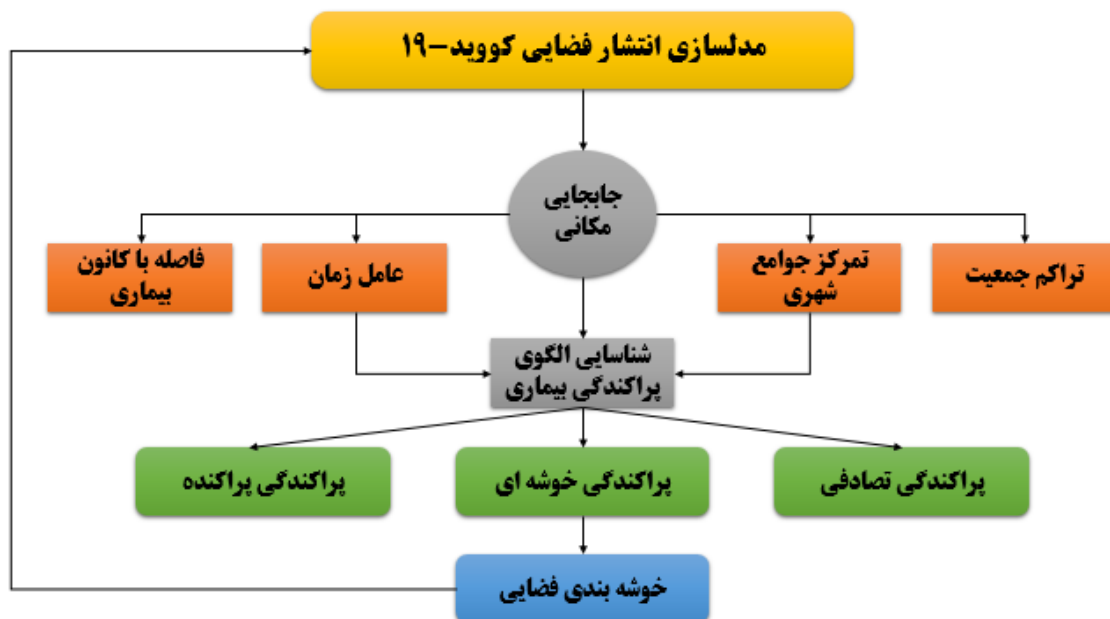 مدلسازی انتشار فضایی کووید-۱۹
جابجایی
مکانی
تراکم جمعیت
تمرکز جوامع
شهری
عامل زمان
فاصله با کانون
بیماری
شناسایی الگوی
پراکندگی بیماری
پراکندگی تصادفی
پراکندگی خوشه ای
پراکندگی پراکنده
خوشه بندی فضایی